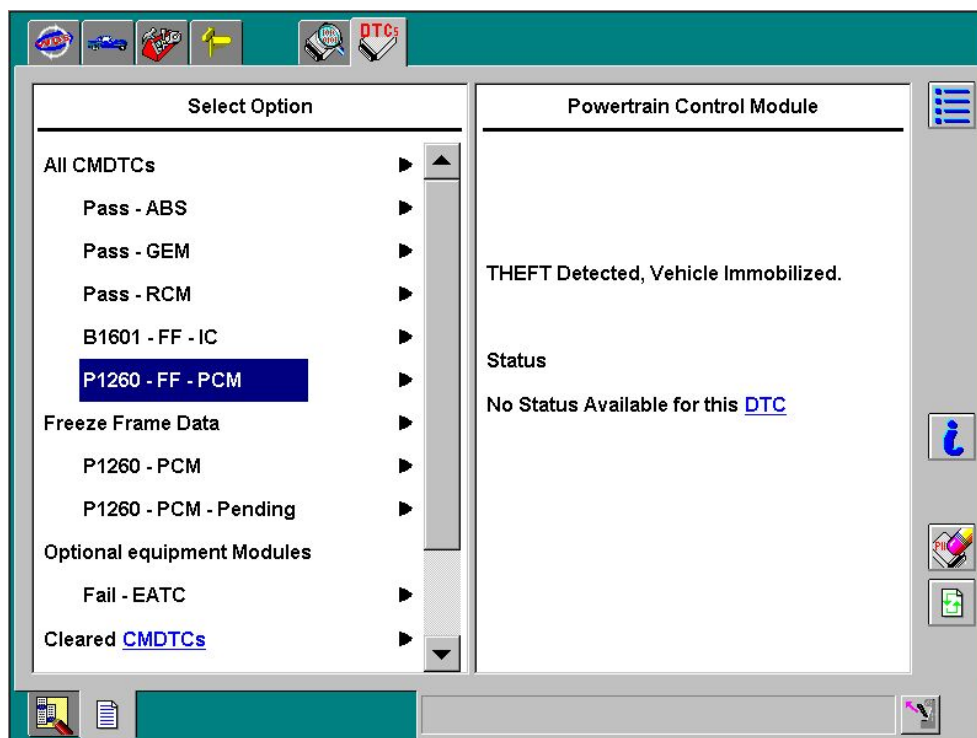 DTCs
Select Option
All CMDTCs
Pass - ABS
Pass - GEM
Pass - RCM
B1601 - FF - IC
P1260 - FF - PCM
Freeze Frame Data
P1260 - PCM
P1260 - PCM - Pending
Optional equipment Modules
Fail - EATC
Cleared CMDTCs
Powertrain Control Module
THEFT Detected, Vehicle Immobilized.
Status
No Status Available for this DTC